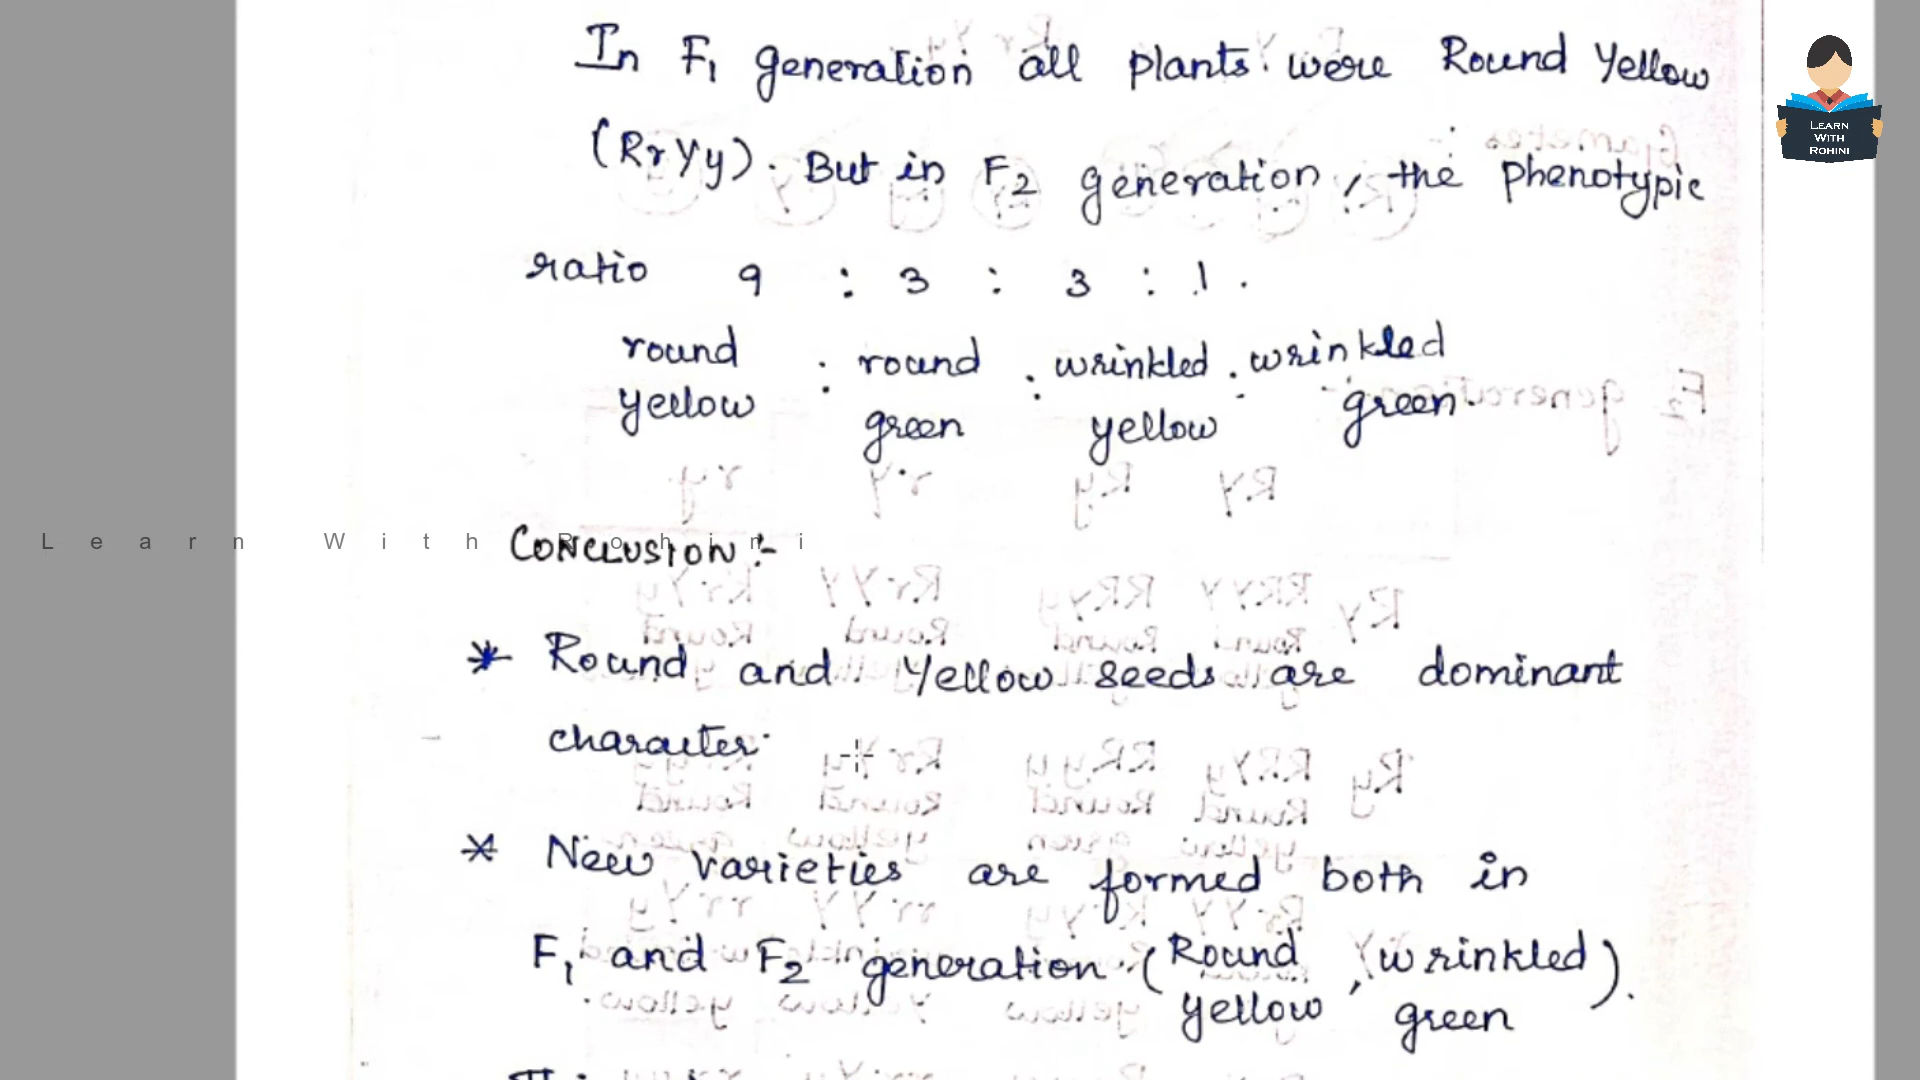 In F1 generation all plants were Round Yellow
(RrYy). But in F2 generation, the phenotypic
ratio 9 : 3 : 3 : 1.
round : round : wrinkled : wrinkled
yellow green yellow green
Conclusion :-
* Round and Yellow seeds are dominant
character.
* New varieties are formed both in
F1 and F2 generation (Round , wrinkled).
yellow green
Learn With Rohini
LEARN
WITH
ROHINI